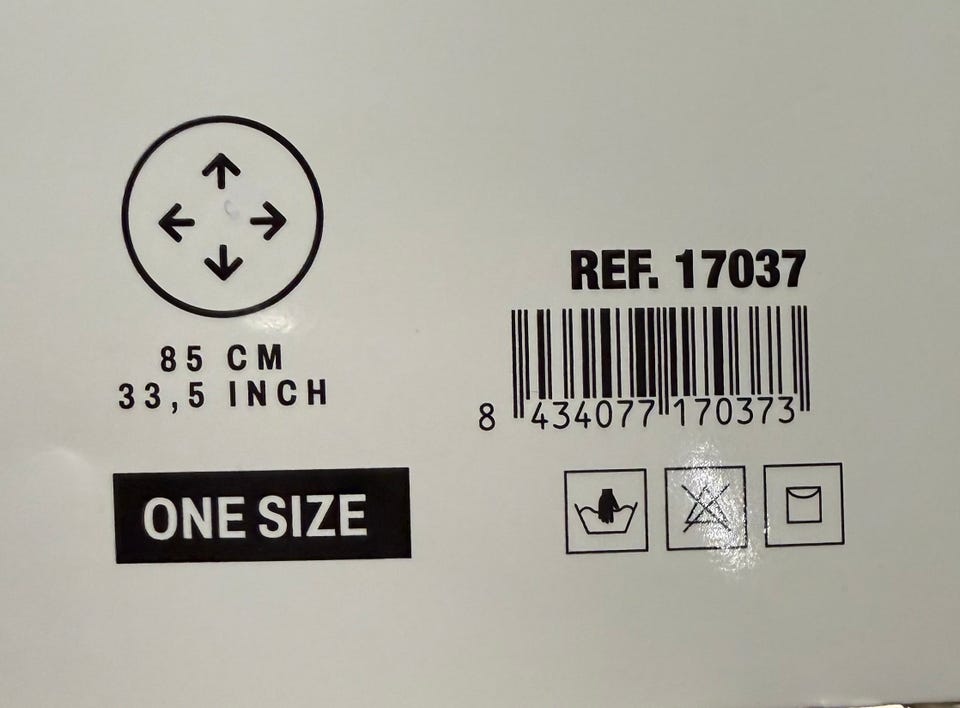 85 CM
33,5 INCH
ONE SIZE
REF. 17037
8 434077 170373